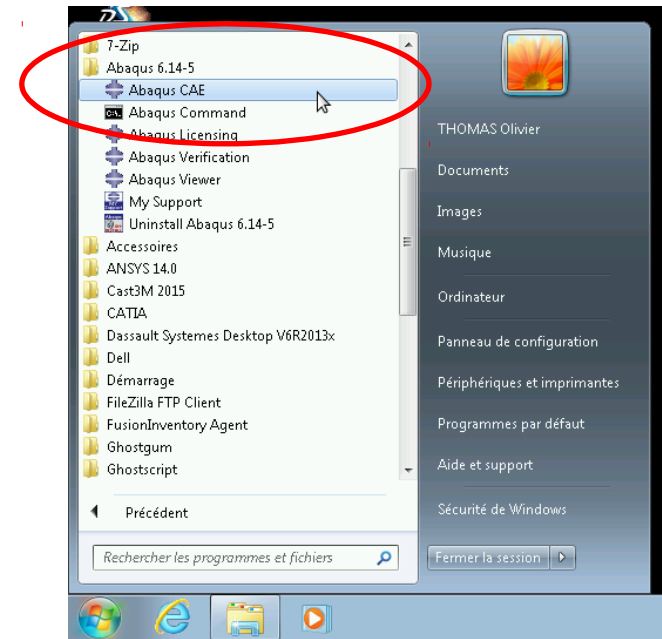 7-Zip
Abaqus 6.14-5
Abaqus CAE
Abaqus Command
Abaqus Licensing
Abaqus Verification
Abaqus Viewer
My Support
Uninstall Abaqus 6.14-5
Accessoires
ANSYS 14.0
Cast3M 2015
CATIA
Dassault Systemes Desktop V6R2013x
Dell
Démarrage
FileZilla FTP Client
FusionInventory Agent
Ghostgum
Ghostscript
Précédent
Rechercher les programmes et fichiers
THOMAS Olivier
Documents
Images
Musique
Ordinateur
Panneau de configuration
Périphériques et imprimantes
Programmes par défaut
Aide et support
Sécurité de Windows
Fermer la session